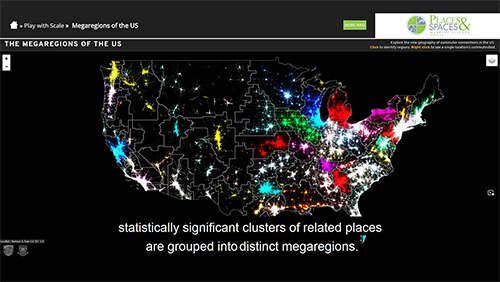 » Play with Scale » Megaregions of the US
MORE INFO
PLACES
& SPACES
THE MEGAREGIONS OF THE US
Explore the new geography of commuter connections in the US.
Click to identify regions. Right click to see a single location's commutes.
+
-
statistically significant clusters of related places
are grouped into distinct megaregions.